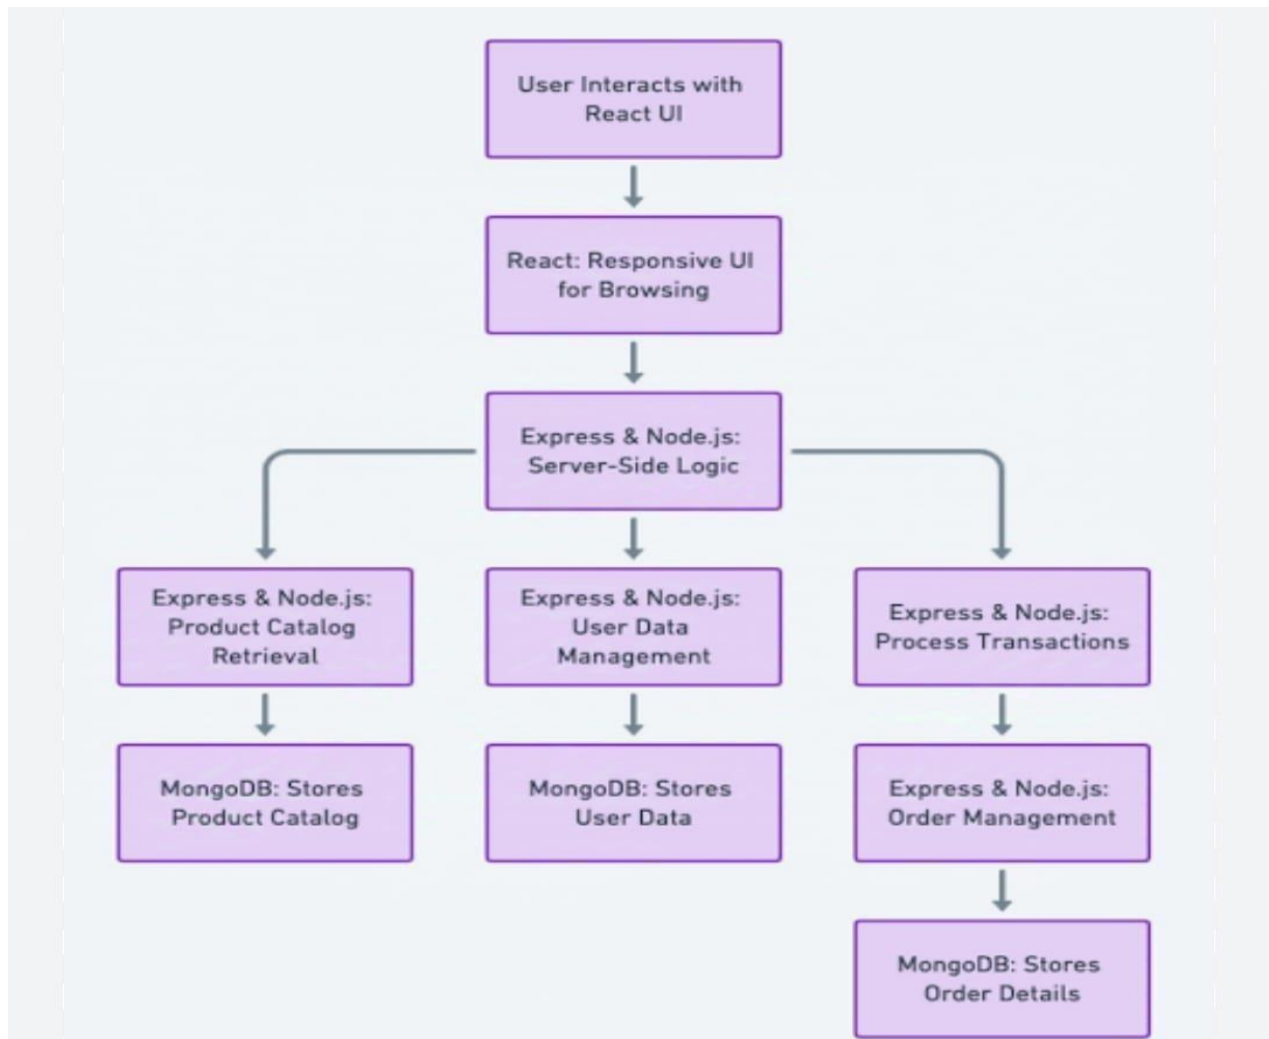 User Interacts with
React UI
React: Responsive UI
for Browsing
Express & Node.js:
Server-Side Logic
Express & Node.js:
Product Catalog
Retrieval
Express & Node.js:
User Data
Management
Express & Node.js:
Process Transactions
MongoDB: Stores
Product Catalog
MongoDB: Stores
User Data
Express & Node.js:
Order Management
MongoDB: Stores
Order Details